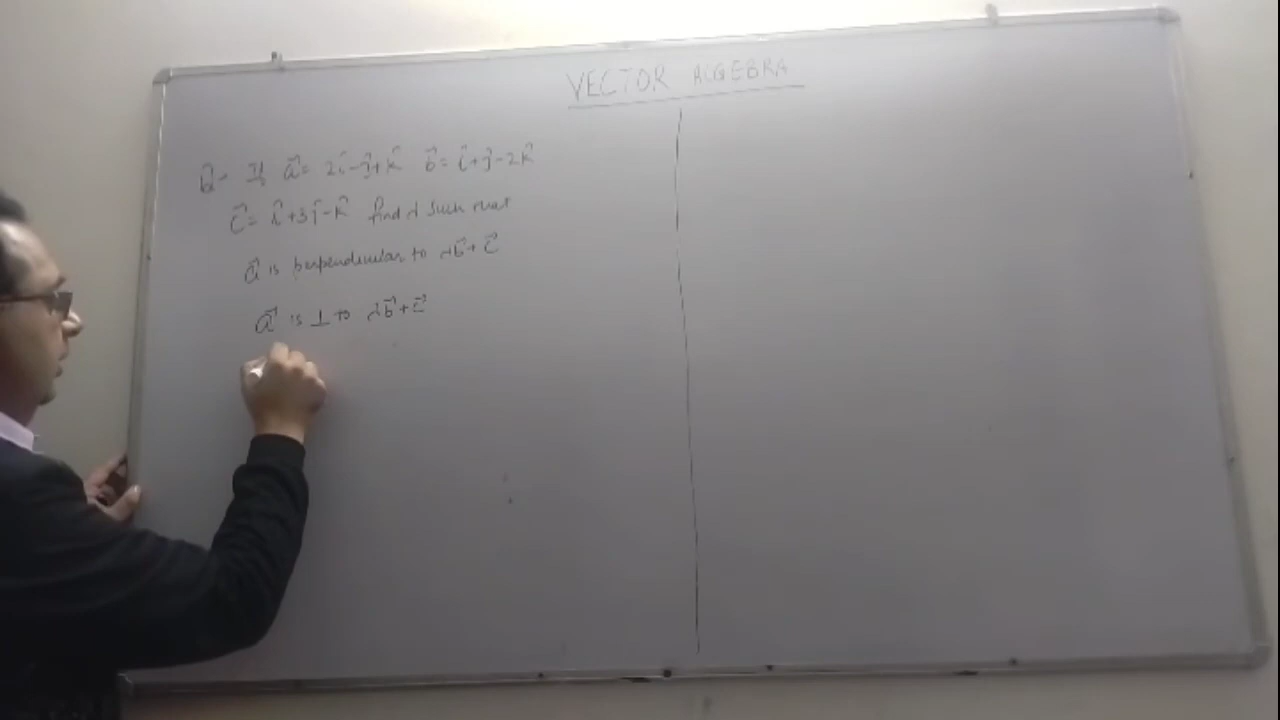 VECTOR ALGEBRA
Q- If a⃗ = 2î-ĵ+k̂ b⃗ = î+ĵ-2k̂
c⃗ = î+3ĵ-k̂ find λ such that
a⃗ is perpendicular to λb⃗+c⃗
a⃗ is ⊥ to λb⃗+c⃗